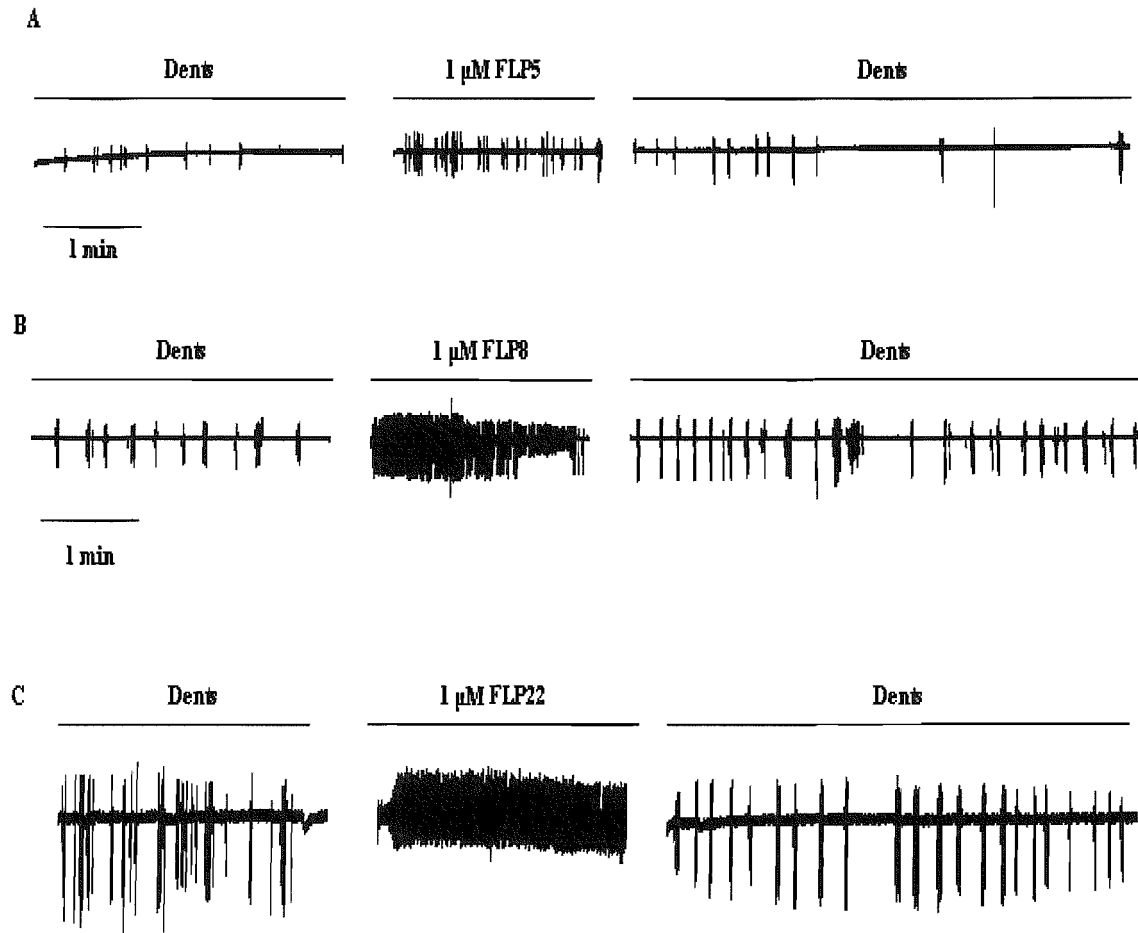 A
Dents 1 µM FLP5 Dents
1 min
B
Dents 1 µM FLP8 Dents
1 min
C
Dents 1 µM FLP22 Dents